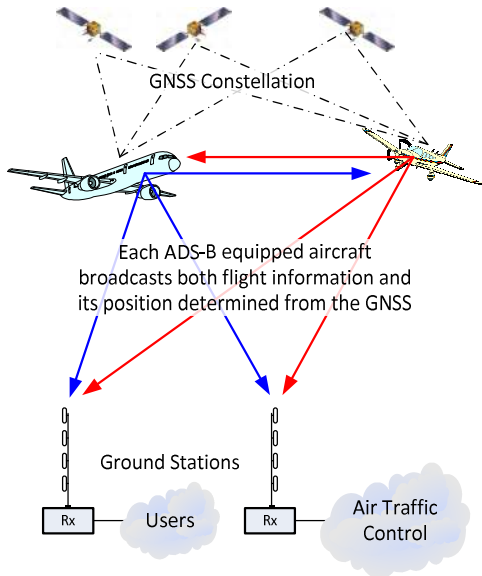 GNSS Constellation
Each ADS-B equipped aircraft
broadcasts both flight information and
its position determined from the GNSS
Ground Stations
Rx
Users
Rx
Air Traffic
Control